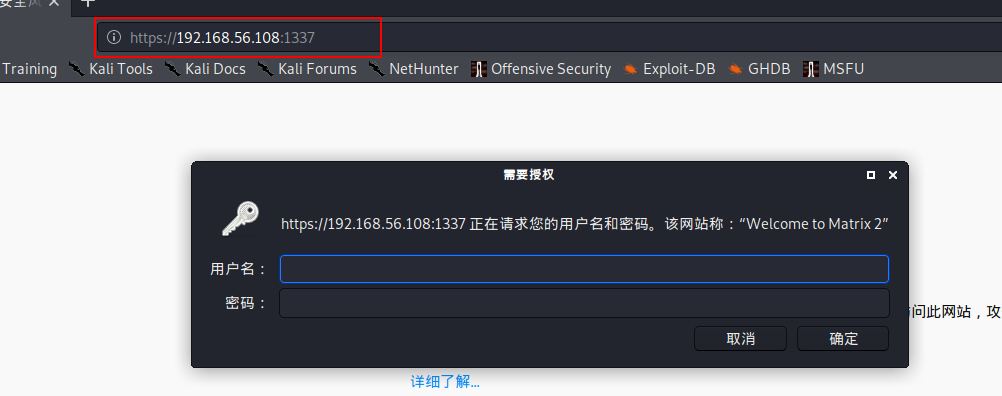 安全风
https://192.168.56.108:1337
Training Kali Tools Kali Docs Kali Forums NetHunter Offensive Security Exploit-DB GHDB MSFU
需要授权
https://192.168.56.108:1337 正在请求您的用户名和密码。该网站称：“Welcome to Matrix 2”
用户名：
密码：
问此网站，攻
取消 确定
详细了解...